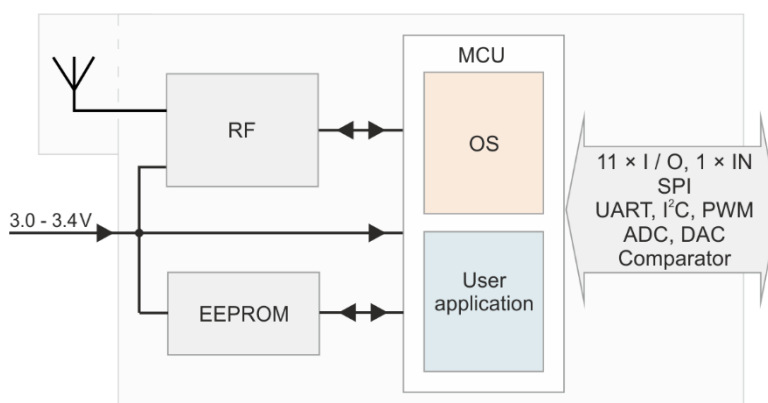 MCU
RF
OS
11 × I / O, 1 × IN
SPI
UART, I²C, PWM
ADC, DAC
Comparator
3.0 - 3.4 V
User
application
EEPROM